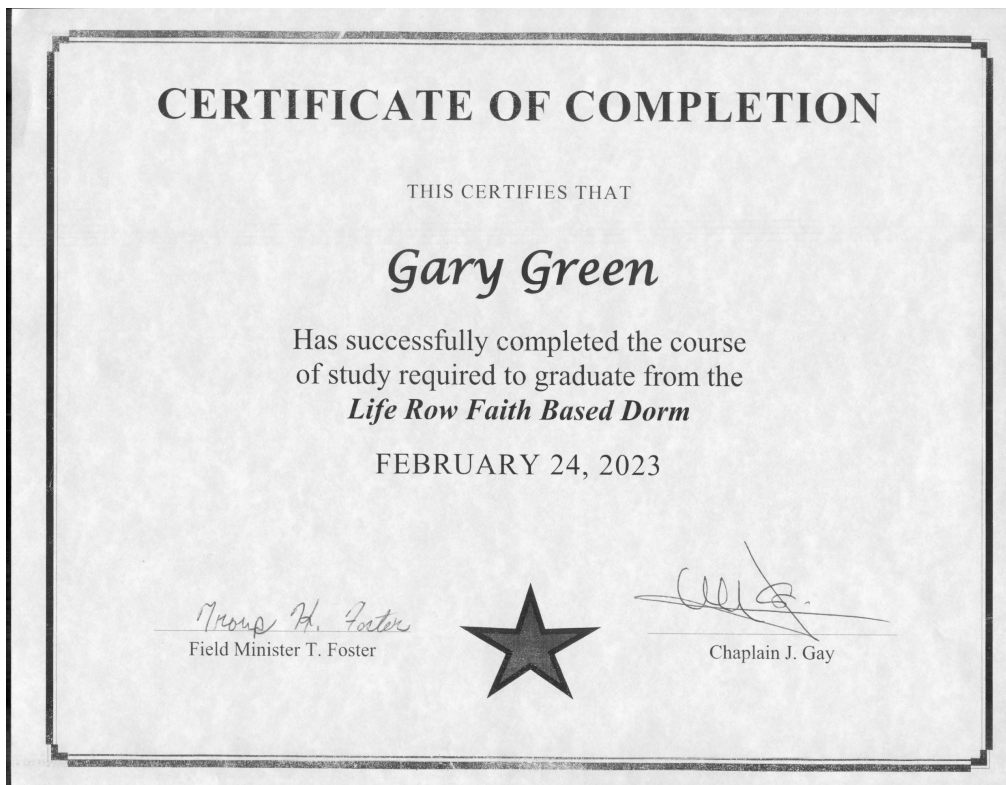 CERTIFICATE OF COMPLETION
THIS CERTIFIES THAT
Gary Green
Has successfully completed the course
of study required to graduate from the
Life Row Faith Based Dorm
FEBRUARY 24, 2023
H. Foster
Field Minister T. Foster
Chaplain J. Gay